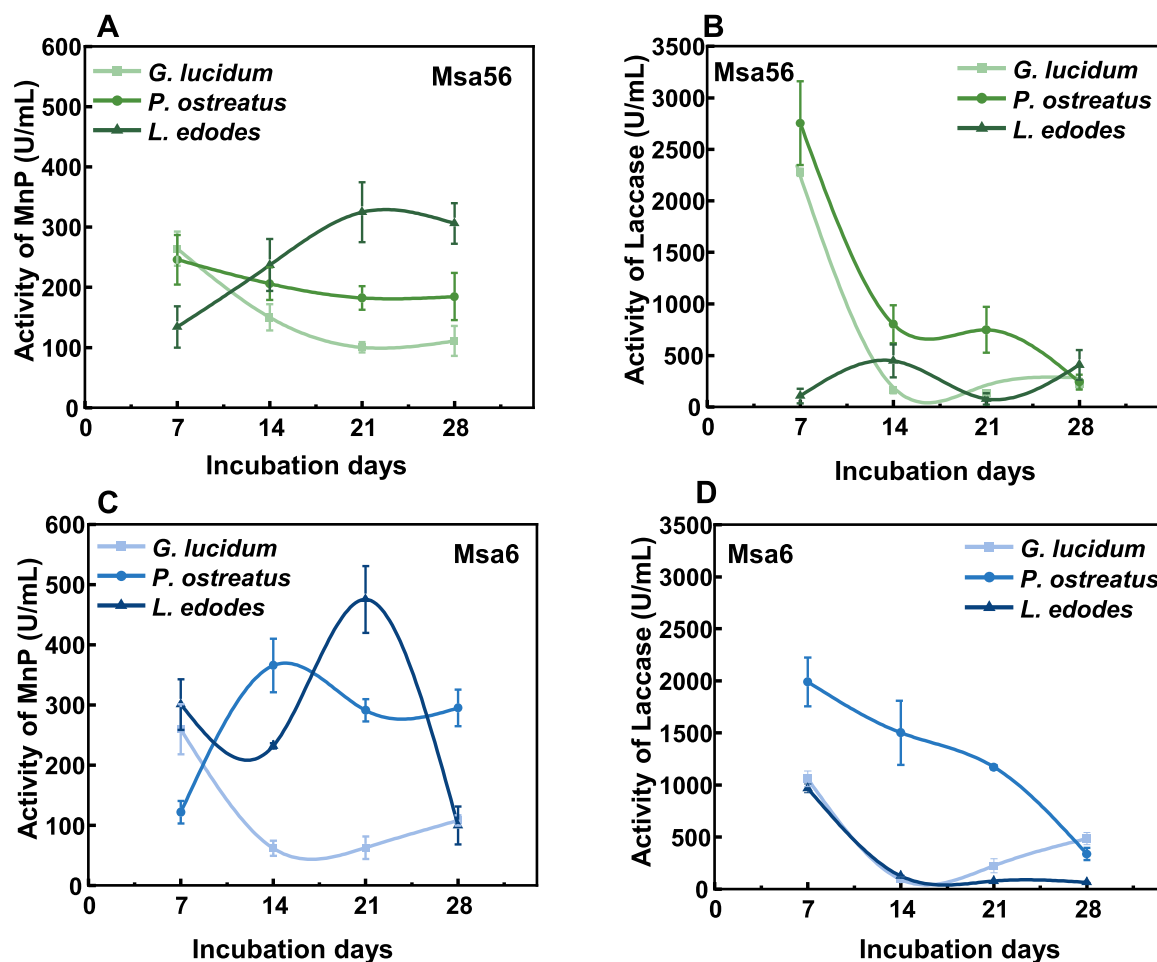 A
Activity of MnP (U/mL)
600
500
400
300
200
100
0
G. lucidum
P. ostreatus
L. edodes
Msa56
0 7 14 21 28
Incubation days
B
Activity of Laccase (U/mL)
3500
3000
2500
2000
1500
1000
500
0
Msa56
G. lucidum
P. ostreatus
L. edodes
0 7 14 21 28
Incubation days
C
Activity of MnP (U/mL)
600
500
400
300
200
100
0
G. lucidum
P. ostreatus
L. edodes
Msa6
0 7 14 21 28
Incubation days
D
Activity of Laccase (U/mL)
3500
3000
2500
2000
1500
1000
500
0
Msa6
G. lucidum
P. ostreatus
L. edodes
0 7 14 21 28
Incubation days